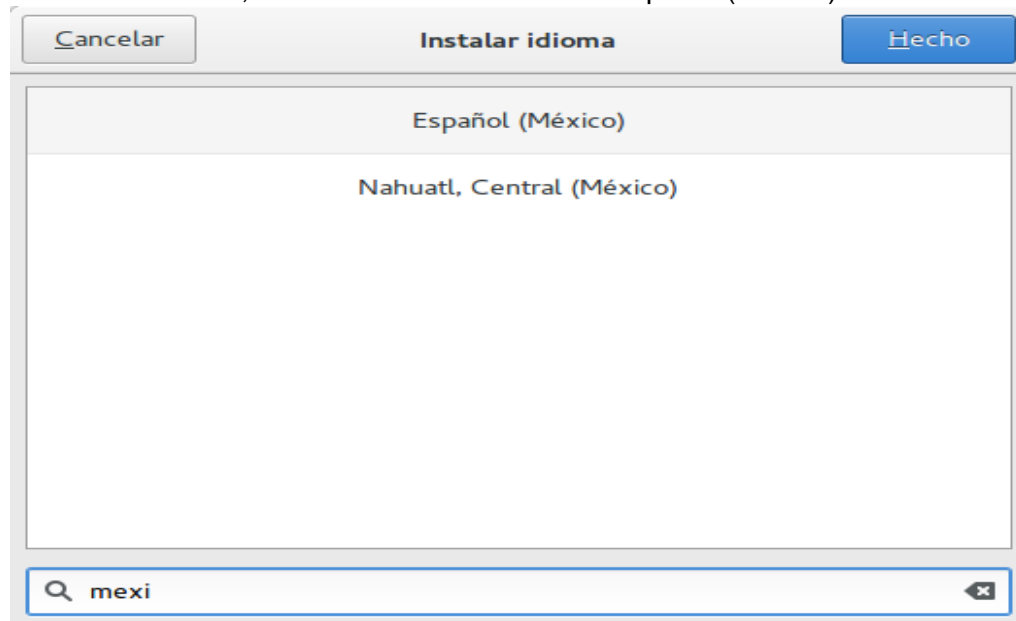 Cancelar Instalar idioma Hecho
Español (México)
Nahuatl, Central (México)
mexi